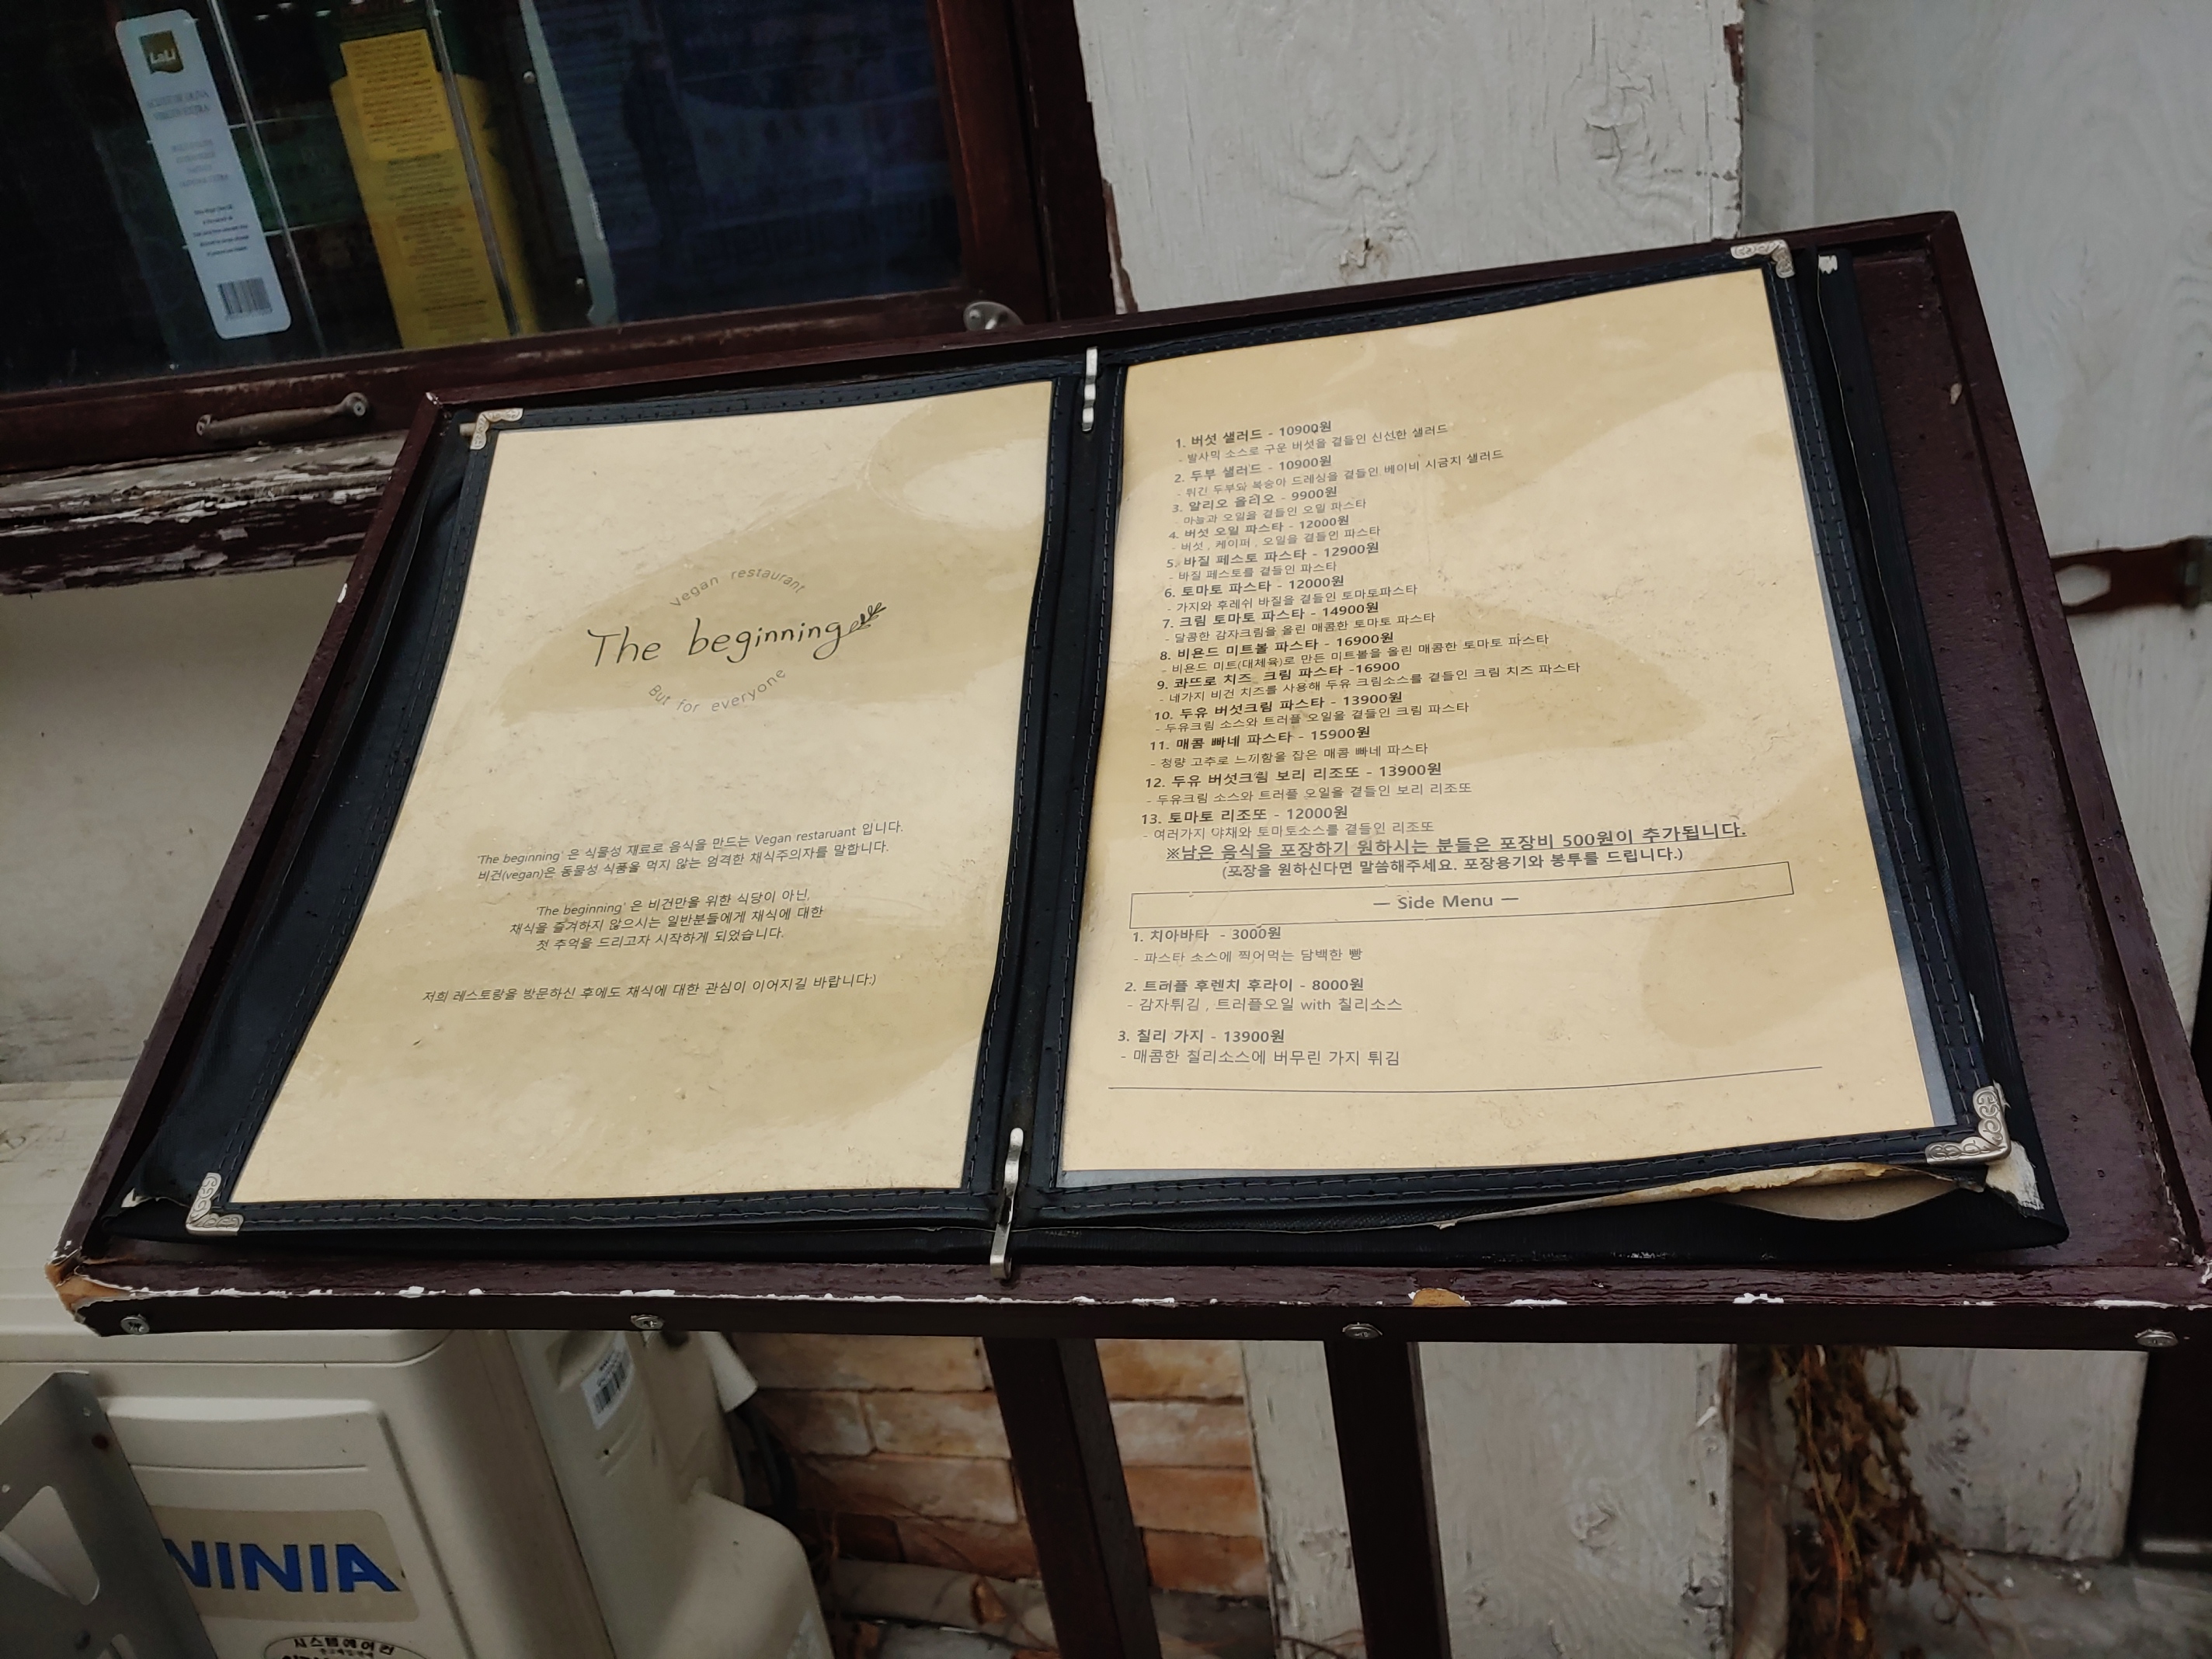 LaLi
Vegan restaurant
The beginning
But for everyone
'The beginning' 은 식물성 재료로 음식을 만드는 Vegan restaruant 입니다.
비건(vegan)은 동물성 식품을 먹지 않는 엄격한 채식주의자를 말합니다.
'The beginning' 은 비건만을 위한 식당이 아닌,
채식을 즐겨하지 않으시는 일반분들에게 채식에 대한
첫 추억을 드리고자 시작하게 되었습니다.
저희 레스토랑을 방문하신 후에도 채식에 대한 관심이 이어지길 바랍니다:)
1. 버섯 샐러드 - 10900원
- 발사믹 소스로 구운 버섯을 곁들인 신선한 샐러드
2. 두부 샐러드 - 10900원
- 튀긴 두부와 복숭아 드레싱을 곁들인 베이비 시금치 샐러드
3. 알리오 올리오 - 9900원
- 마늘과 오일을 곁들인 오일 파스타
4. 버섯 오일 파스타 - 12000원
- 버섯 , 케이퍼 , 오일을 곁들인 파스타
5. 바질 페스토 파스타 - 12900원
- 바질 페스토를 곁들인 파스타
6. 토마토 파스타 - 12000원
- 가지와 후레쉬 바질을 곁들인 토마토파스타
7. 크림 토마토 파스타 - 14900원
- 달콤한 감자크림을 올린 매콤한 토마토 파스타
8. 비욘드 미트볼 파스타 - 16900원
- 비욘드 미트(대체육)로 만든 미트볼을 올린 매콤한 토마토 파스타
9. 콰뜨로 치즈 크림 파스타 -16900
- 네가지 비건 치즈를 사용해 두유 크림소스를 곁들인 크림 치즈 파스타
10. 두유 버섯크림 파스타 - 13900원
- 두유크림 소스와 트러플 오일을 곁들인 크림 파스타
11. 매콤 빠네 파스타 - 15900원
- 청량 고추로 느끼함을 잡은 매콤 빠네 파스타
12. 두유 버섯크림 보리 리조또 - 13900원
- 두유크림 소스와 트러플 오일을 곁들인 보리 리조또
13. 토마토 리조또 - 12000원
- 여러가지 야채와 토마토소스를 곁들인 리조또
※남은 음식을 포장하기 원하시는 분들은 포장비 500원이 추가됩니다.
(포장을 원하신다면 말씀해주세요. 포장용기와 봉투를 드립니다.)
— Side Menu —
1. 치아바타 - 3000원
- 파스타 소스에 찍어먹는 담백한 빵
2. 트러플 후렌치 후라이 - 8000원
- 감자튀김 , 트러플오일 with 칠리소스
3. 칠리 가지 - 13900원
- 매콤한 칠리소스에 버무린 가지 튀김
WINIA
시스템에어컨